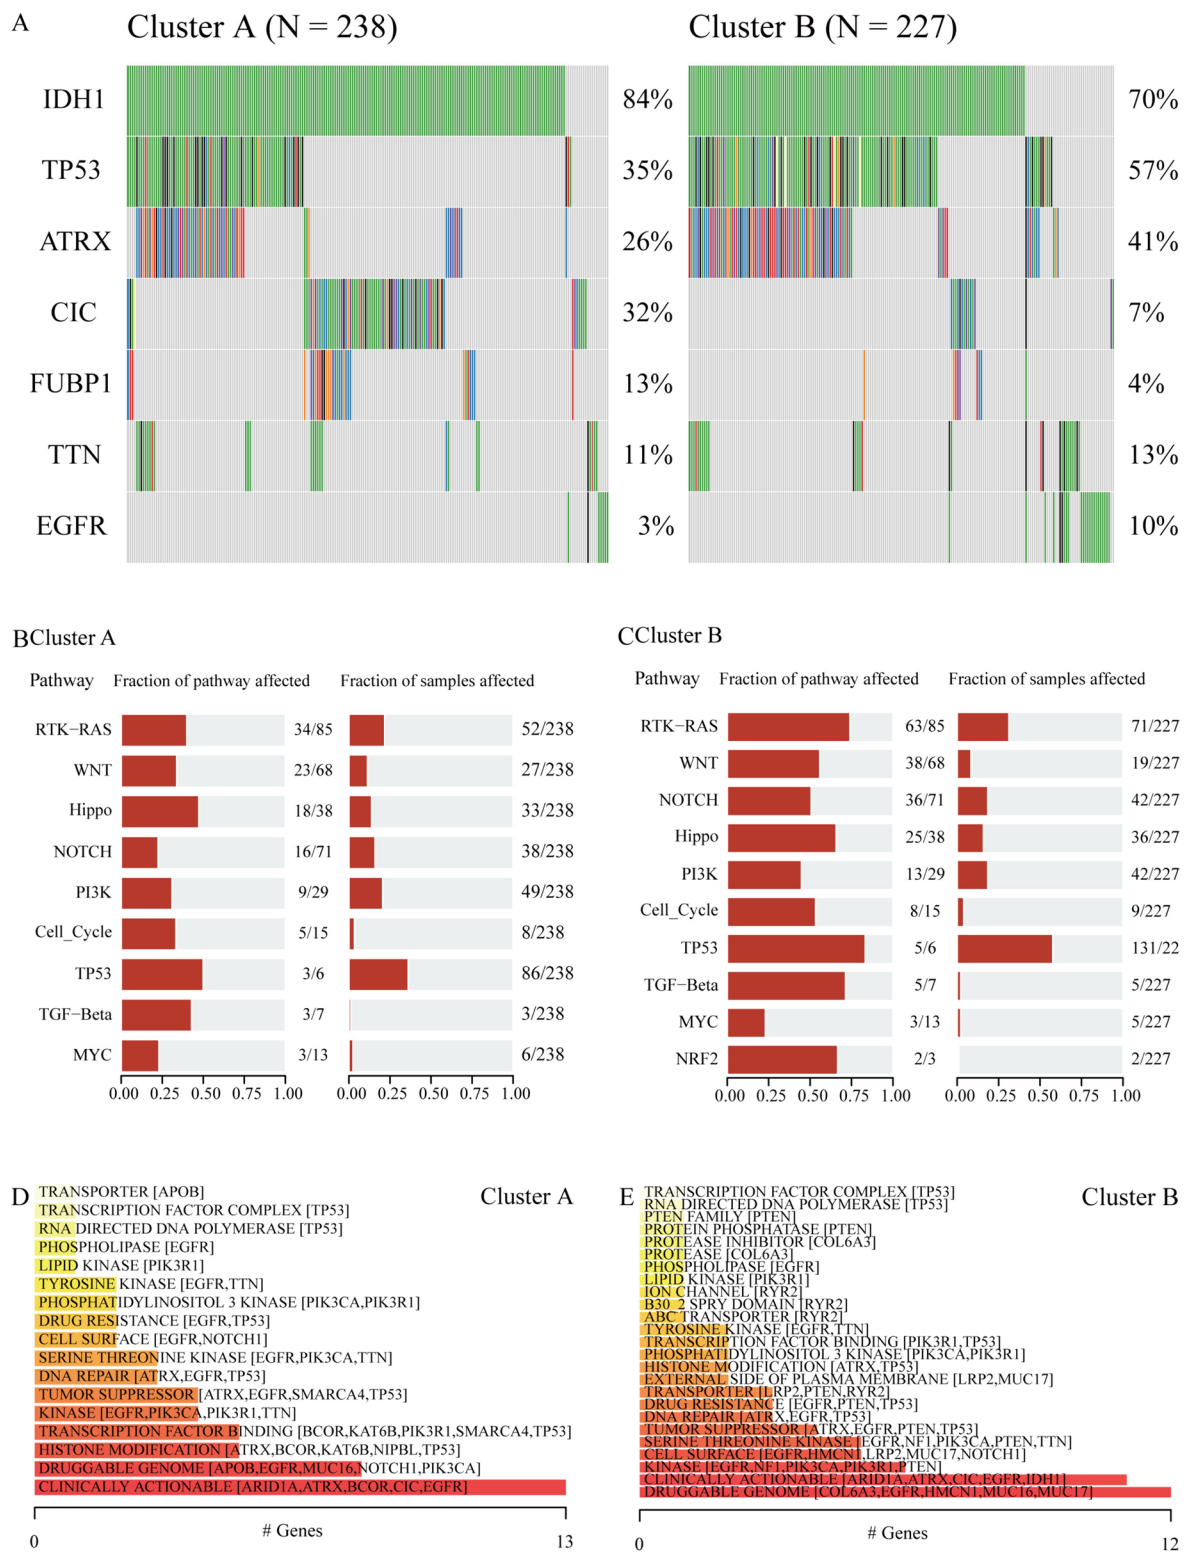 A
Cluster A (N = 238)
Cluster B (N = 227)
IDH1 84% 70%
TP53 35% 57%
ATRX 26% 41%
CIC 32% 7%
FUBP1 13% 4%
TTN 11% 13%
EGFR 3% 10%
B Cluster A
Pathway Fraction of pathway affected Fraction of samples affected
RTK−RAS 34/85 52/238
WNT 23/68 27/238
Hippo 18/38 33/238
NOTCH 16/71 38/238
PI3K 9/29 49/238
Cell_Cycle 5/15 8/238
TP53 3/6 86/238
TGF−Beta 3/7 3/238
MYC 3/13 6/238
0.00 0.25 0.50 0.75 1.00 0.00 0.25 0.50 0.75 1.00
C Cluster B
Pathway Fraction of pathway affected Fraction of samples affected
RTK−RAS 63/85 71/227
WNT 38/68 19/227
NOTCH 36/71 42/227
Hippo 25/38 36/227
PI3K 13/29 42/227
Cell_Cycle 8/15 9/227
TP53 5/6 131/22
TGF−Beta 5/7 5/227
MYC 3/13 5/227
NRF2 2/3 2/227
0.00 0.25 0.50 0.75 1.00 0.00 0.25 0.50 0.75 1.00
D Cluster A
TRANSPORTER [APOB]
TRANSCRIPTION FACTOR COMPLEX [TP53]
RNA DIRECTED DNA POLYMERASE [TP53]
PHOSPHOLIPASE [EGFR]
LIPID KINASE [PIK3R1]
TYROSINE KINASE [EGFR,TTN]
PHOSPHATIDYLINOSITOL 3 KINASE [PIK3CA,PIK3R1]
DRUG RESISTANCE [EGFR,TP53]
CELL SURFACE [EGFR,NOTCH1]
SERINE THREONINE KINASE [EGFR,PIK3CA,TTN]
DNA REPAIR [ATRX,EGFR,TP53]
TUMOR SUPPRESSOR [ATRX,EGFR,SMARCA4,TP53]
KINASE [EGFR,PIK3CA,PIK3R1,TTN]
TRANSCRIPTION FACTOR BINDING [BCOR,KAT6B,PIK3R1,SMARCA4,TP53]
HISTONE MODIFICATION [ATRX,BCOR,KAT6B,NIPBL,TP53]
DRUGGABLE GENOME [APOB,EGFR,MUC16,NOTCH1,PIK3CA]
CLINICALLY ACTIONABLE [ARID1A,ATRX,BCOR,CIC,EGFR]
# Genes
0 13
E Cluster B
TRANSCRIPTION FACTOR COMPLEX [TP53]
RNA DIRECTED DNA POLYMERASE [TP53]
PTEN FAMILY [PTEN]
PROTEIN PHOSPHATASE [PTEN]
PROTEASE INHIBITOR [COL6A3]
PROTEASE [COL6A3]
PHOSPHOLIPASE [EGFR]
LIPID KINASE [PIK3R1]
ION CHANNEL [RYR2]
B30_2 SPRY DOMAIN [RYR2]
ABC TRANSPORTER [RYR2]
TYROSINE KINASE [EGFR,TTN]
TRANSCRIPTION FACTOR BINDING [PIK3R1,TP53]
PHOSPHATIDYLINOSITOL 3 KINASE [PIK3CA,PIK3R1]
HISTONE MODIFICATION [ATRX,TP53]
EXTERNAL SIDE OF PLASMA MEMBRANE [LRP2,MUC17]
TRANSPORTER [LRP2,PTEN,RYR2]
DRUG RESISTANCE [EGFR,PTEN,TP53]
DNA REPAIR [ATRX,EGFR,TP53]
TUMOR SUPPRESSOR [ATRX,EGFR,PTEN,TP53]
SERINE THREONINE KINASE [EGFR,NF1,PIK3CA,PTEN,TTN]
CELL SURFACE [EGFR,HMCN1,LRP2,MUC17,NOTCH1]
KINASE [EGFR,NF1,PIK3CA,PIK3R1,PTEN]
CLINICALLY ACTIONABLE [ARID1A,ATRX,CIC,EGFR,IDH1]
DRUGGABLE GENOME [COL6A3,EGFR,HMCN1,MUC16,MUC17]
# Genes
0 12